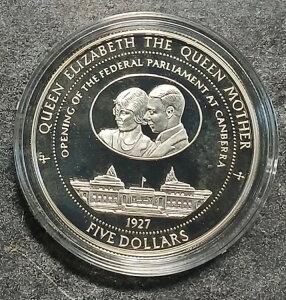 QUEEN ELIZABETH THE QUEEN MOTHER
OPENING OF THE FEDERAL PARLIAMENT AT CANBERRA
1927
FIVE DOLLARS